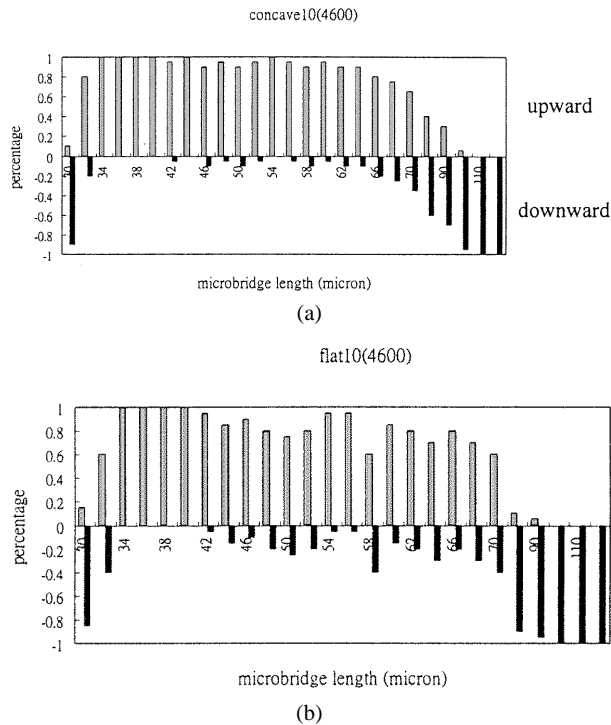 concave10(4600)
1
0.8
0.6
0.4
0.2
0
-0.2
-0.4
-0.6
-0.8
-1
percentage
30 34 38 42 46 50 54 58 62 66 70 90 110
upward
downward
microbridge length (micron)
(a)
flat10(4600)
1
0.8
0.6
0.4
0.2
0
-0.2
-0.4
-0.6
-0.8
-1
percentage
30 34 38 42 46 50 54 58 62 66 70 90 110
microbridge length (micron)
(b)